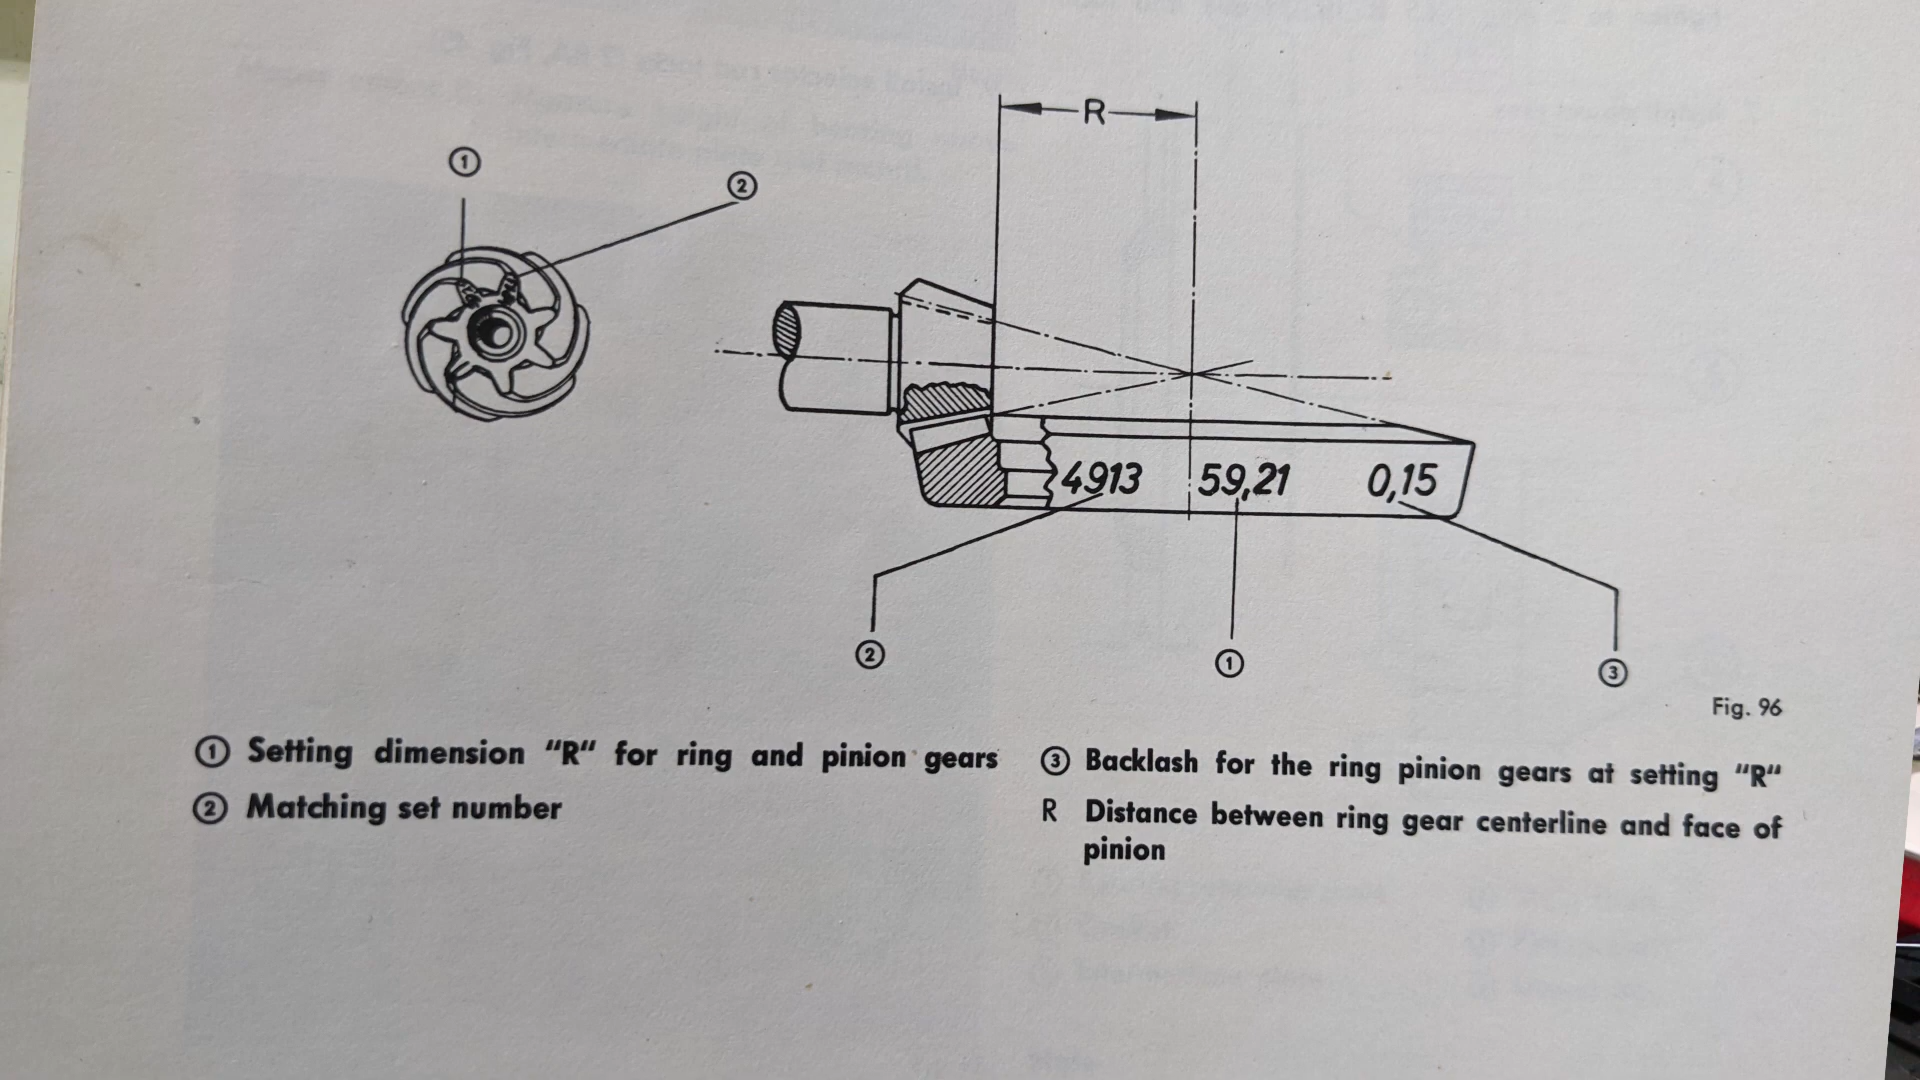 R
①
②
4913 59,21 0,15
②
①
③
Fig. 96
① Setting dimension "R" for ring and pinion gears
② Matching set number
③ Backlash for the ring pinion gears at setting "R"
R Distance between ring gear centerline and face of
pinion